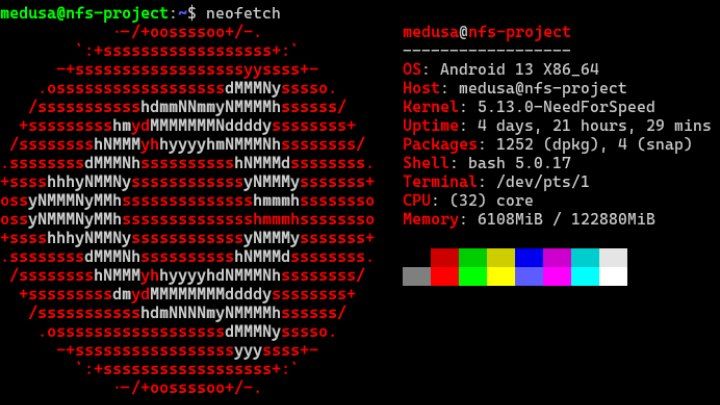 medusa@nfs-project:~$ neofetch
·-/+oossssoo+/-. medusa@nfs-project
`:+ssssssssssssssssss+:` ------------------
-+ssssssssssssssssssyyssss+- OS: Android 13 X86_64
.ossssssssssssssssssdMMMNysssso. Host: medusa@nfs-project
/ssssssssssshdmmNNmmyNMMMMhssssss/ Kernel: 5.13.0-NeedForSpeed
+ssssssssshmydMMMMMMMNddddyssssssss+ Uptime: 4 days, 21 hours, 29 mins
/sssssssshNMMMyhhyyyyhmNMMMNhssssssss/ Packages: 1252 (dpkg), 4 (snap)
.ssssssssdMMMNhsssssssssshNMMMdssssssss. Shell: bash 5.0.17
+sssshhhyNMMNyssssssssssssyNMMMysssssss+ Terminal: /dev/pts/1
ossyNMMMNyMMhsssssssssssssshmmmhssssssso CPU: (32) core
ossyNMMMNyMMhsssssssssssssshmmmhssssssso Memory: 6108MiB / 122880MiB
+sssshhhyNMMNyssssssssssssyNMMMysssssss+
.ssssssssdMMMNhsssssssssshNMMMdssssssss.
/sssssssshNMMMyhhyyyyhdNMMMNhssssssss/
+sssssssssdmydMMMMMMMMddddyssssssss+
/ssssssssssshdmNNNNmyNMMMMhssssss/
.ossssssssssssssssssdMMMNysssso.
-+sssssssssssssssssyyyssss+-
`:+ssssssssssssssssss+:`
·-/+oossssoo+/-.